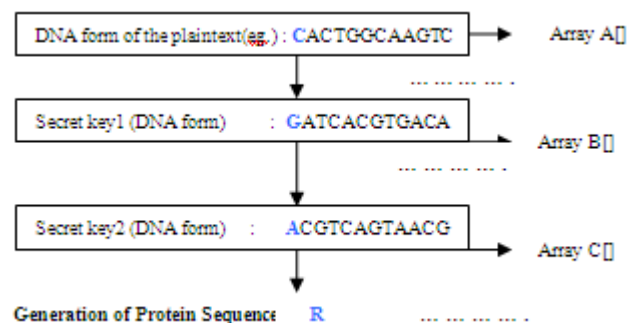 DNA form of the plaintext(eg.) : CACTGGCAAGTC Array A[]
... ... ... ... .
Secret key1 (DNA form) : GATCACGTGACA
Array B[]
... ... ... ... .
Secret key2 (DNA form) : ACGTCAGTAACG
Array C[]
Generation of Protein Sequence R ... ... ... ... .